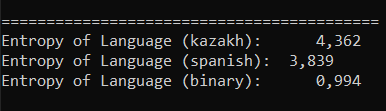 ===========================================
Entropy of Language (kazakh):      4,362
Entropy of Language (spanish):  3,839
Entropy of Language (binary):      0,994